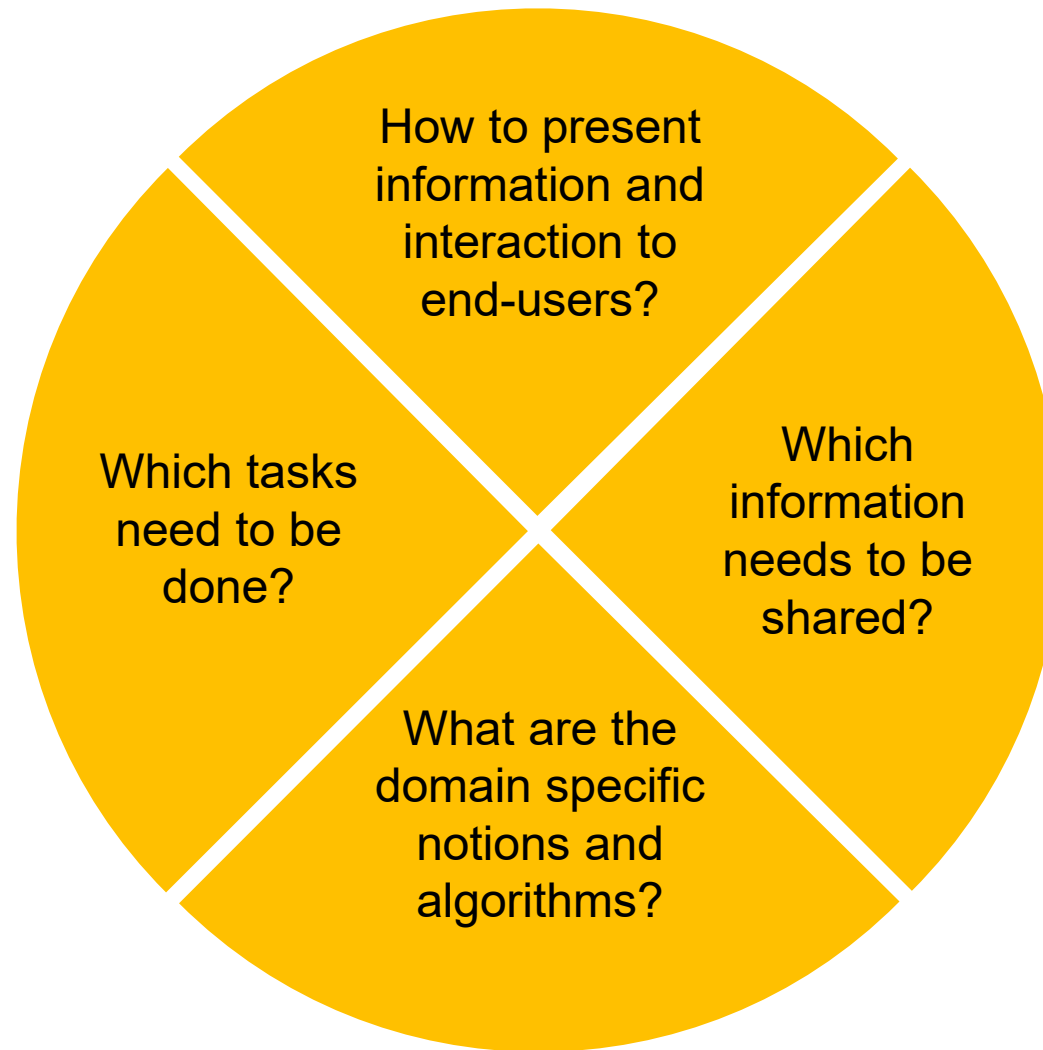 How to present
information and
interaction to
end-users?
Which tasks
need to be
done?
Which
information
needs to be
shared?
What are the
domain specific
notions and
algorithms?